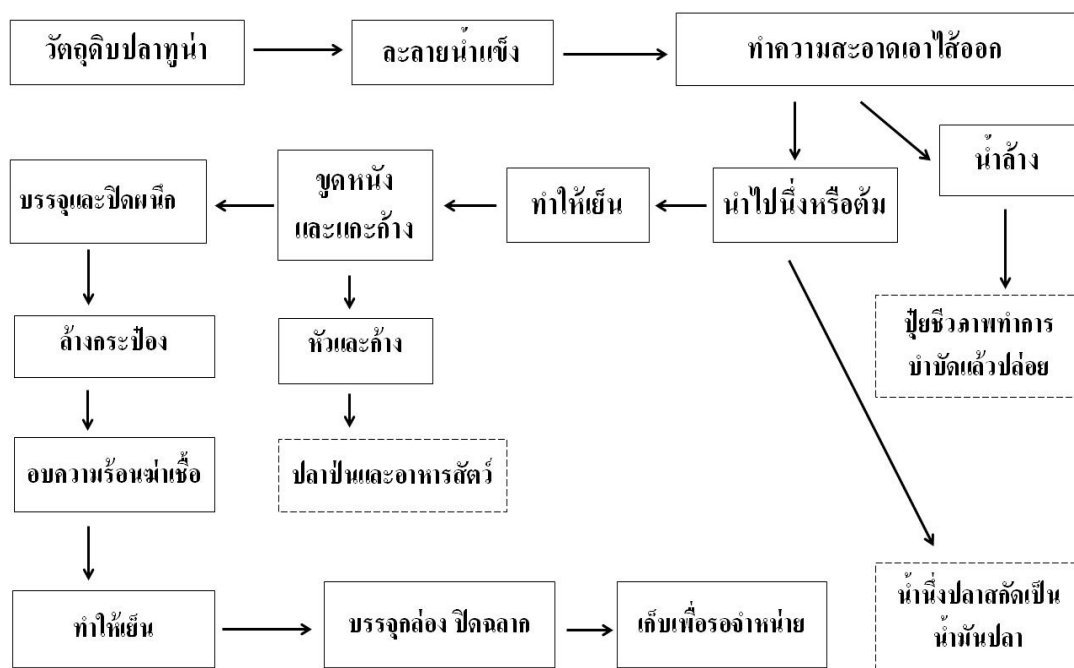 วัตถุดิบปลาทูน่า
ละลายน้ำแข็ง
ทำความสะอาดเอาไส้ออก
น้ำล้าง
นำไปนึ่งหรือต้ม
ทำให้เย็น
ขูดหนัง
และแกะก้าง
บรรจุและปิดผนึก
ล้างกระป๋อง
หัวและก้าง
ปุ๋ยชีวภาพทำการ
บำบัดแล้วปล่อย
อบความร้อนฆ่าเชื้อ
ปลาป่นและอาหารสัตว์
ทำให้เย็น
บรรจุกล่อง ปิดฉลาก
เก็บเพื่อรอจำหน่าย
น้ำนึ่งปลาสกัดเป็น
น้ำมันปลา